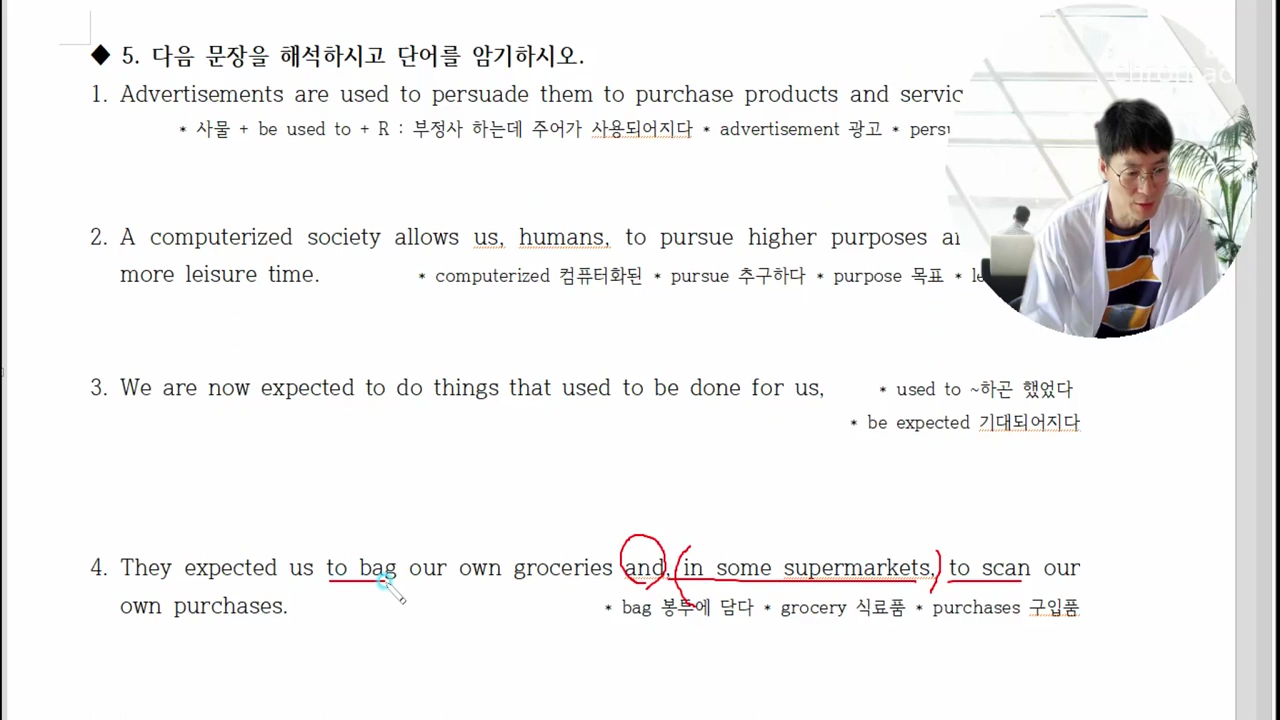 ◆ 5. 다음 문장을 해석하시고 단어를 암기하시오.
1. Advertisements are used to persuade them to purchase products and
* 사물 + be used to + R : 부정사 하는데 주어가 사용되어지다 * advertisement 광고 *
2. A computerized society allows us, humans, to pursue higher purposes
more leisure time. * computerized 컴퓨터화된 * pursue 추구하다 * purpose 목표 *
3. We are now expected to do things that used to be done for us, * used to ~하곤 했었다
* be expected 기대되어지다
4. They expected us to bag our own groceries and, (in some supermarkets,) to scan our
own purchases. * bag 봉투에 담다 * grocery 식료품 * purchases 구입품